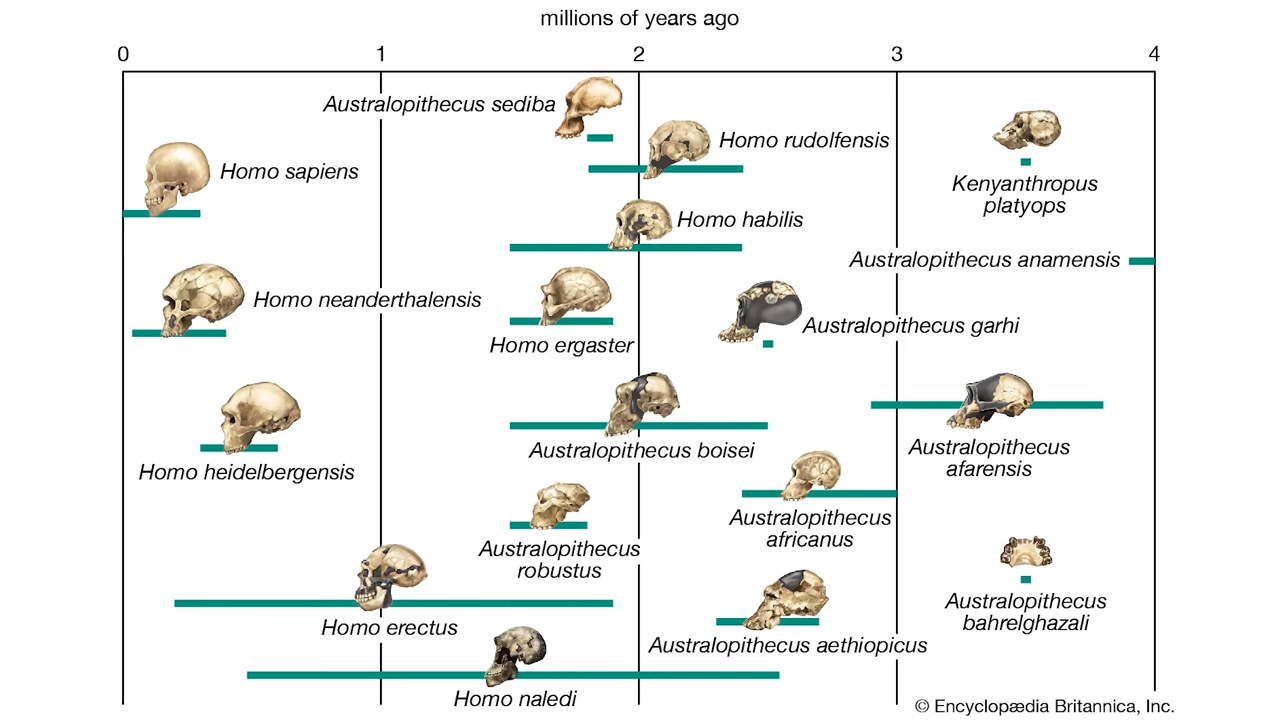 millions of years ago
0 1 2 3 4
Australopithecus sediba
Homo rudolfensis
Homo sapiens
Kenyanthropus
platyops
Homo habilis
Australopithecus anamensis
Homo neanderthalensis
Australopithecus garhi
Homo ergaster
Australopithecus boisei
Australopithecus
afarensis
Homo heidelbergensis
Australopithecus
africanus
Australopithecus
robustus
Australopithecus
bahrelghazali
Homo erectus
Australopithecus aethiopicus
Homo naledi
© Encyclopædia Britannica, Inc.